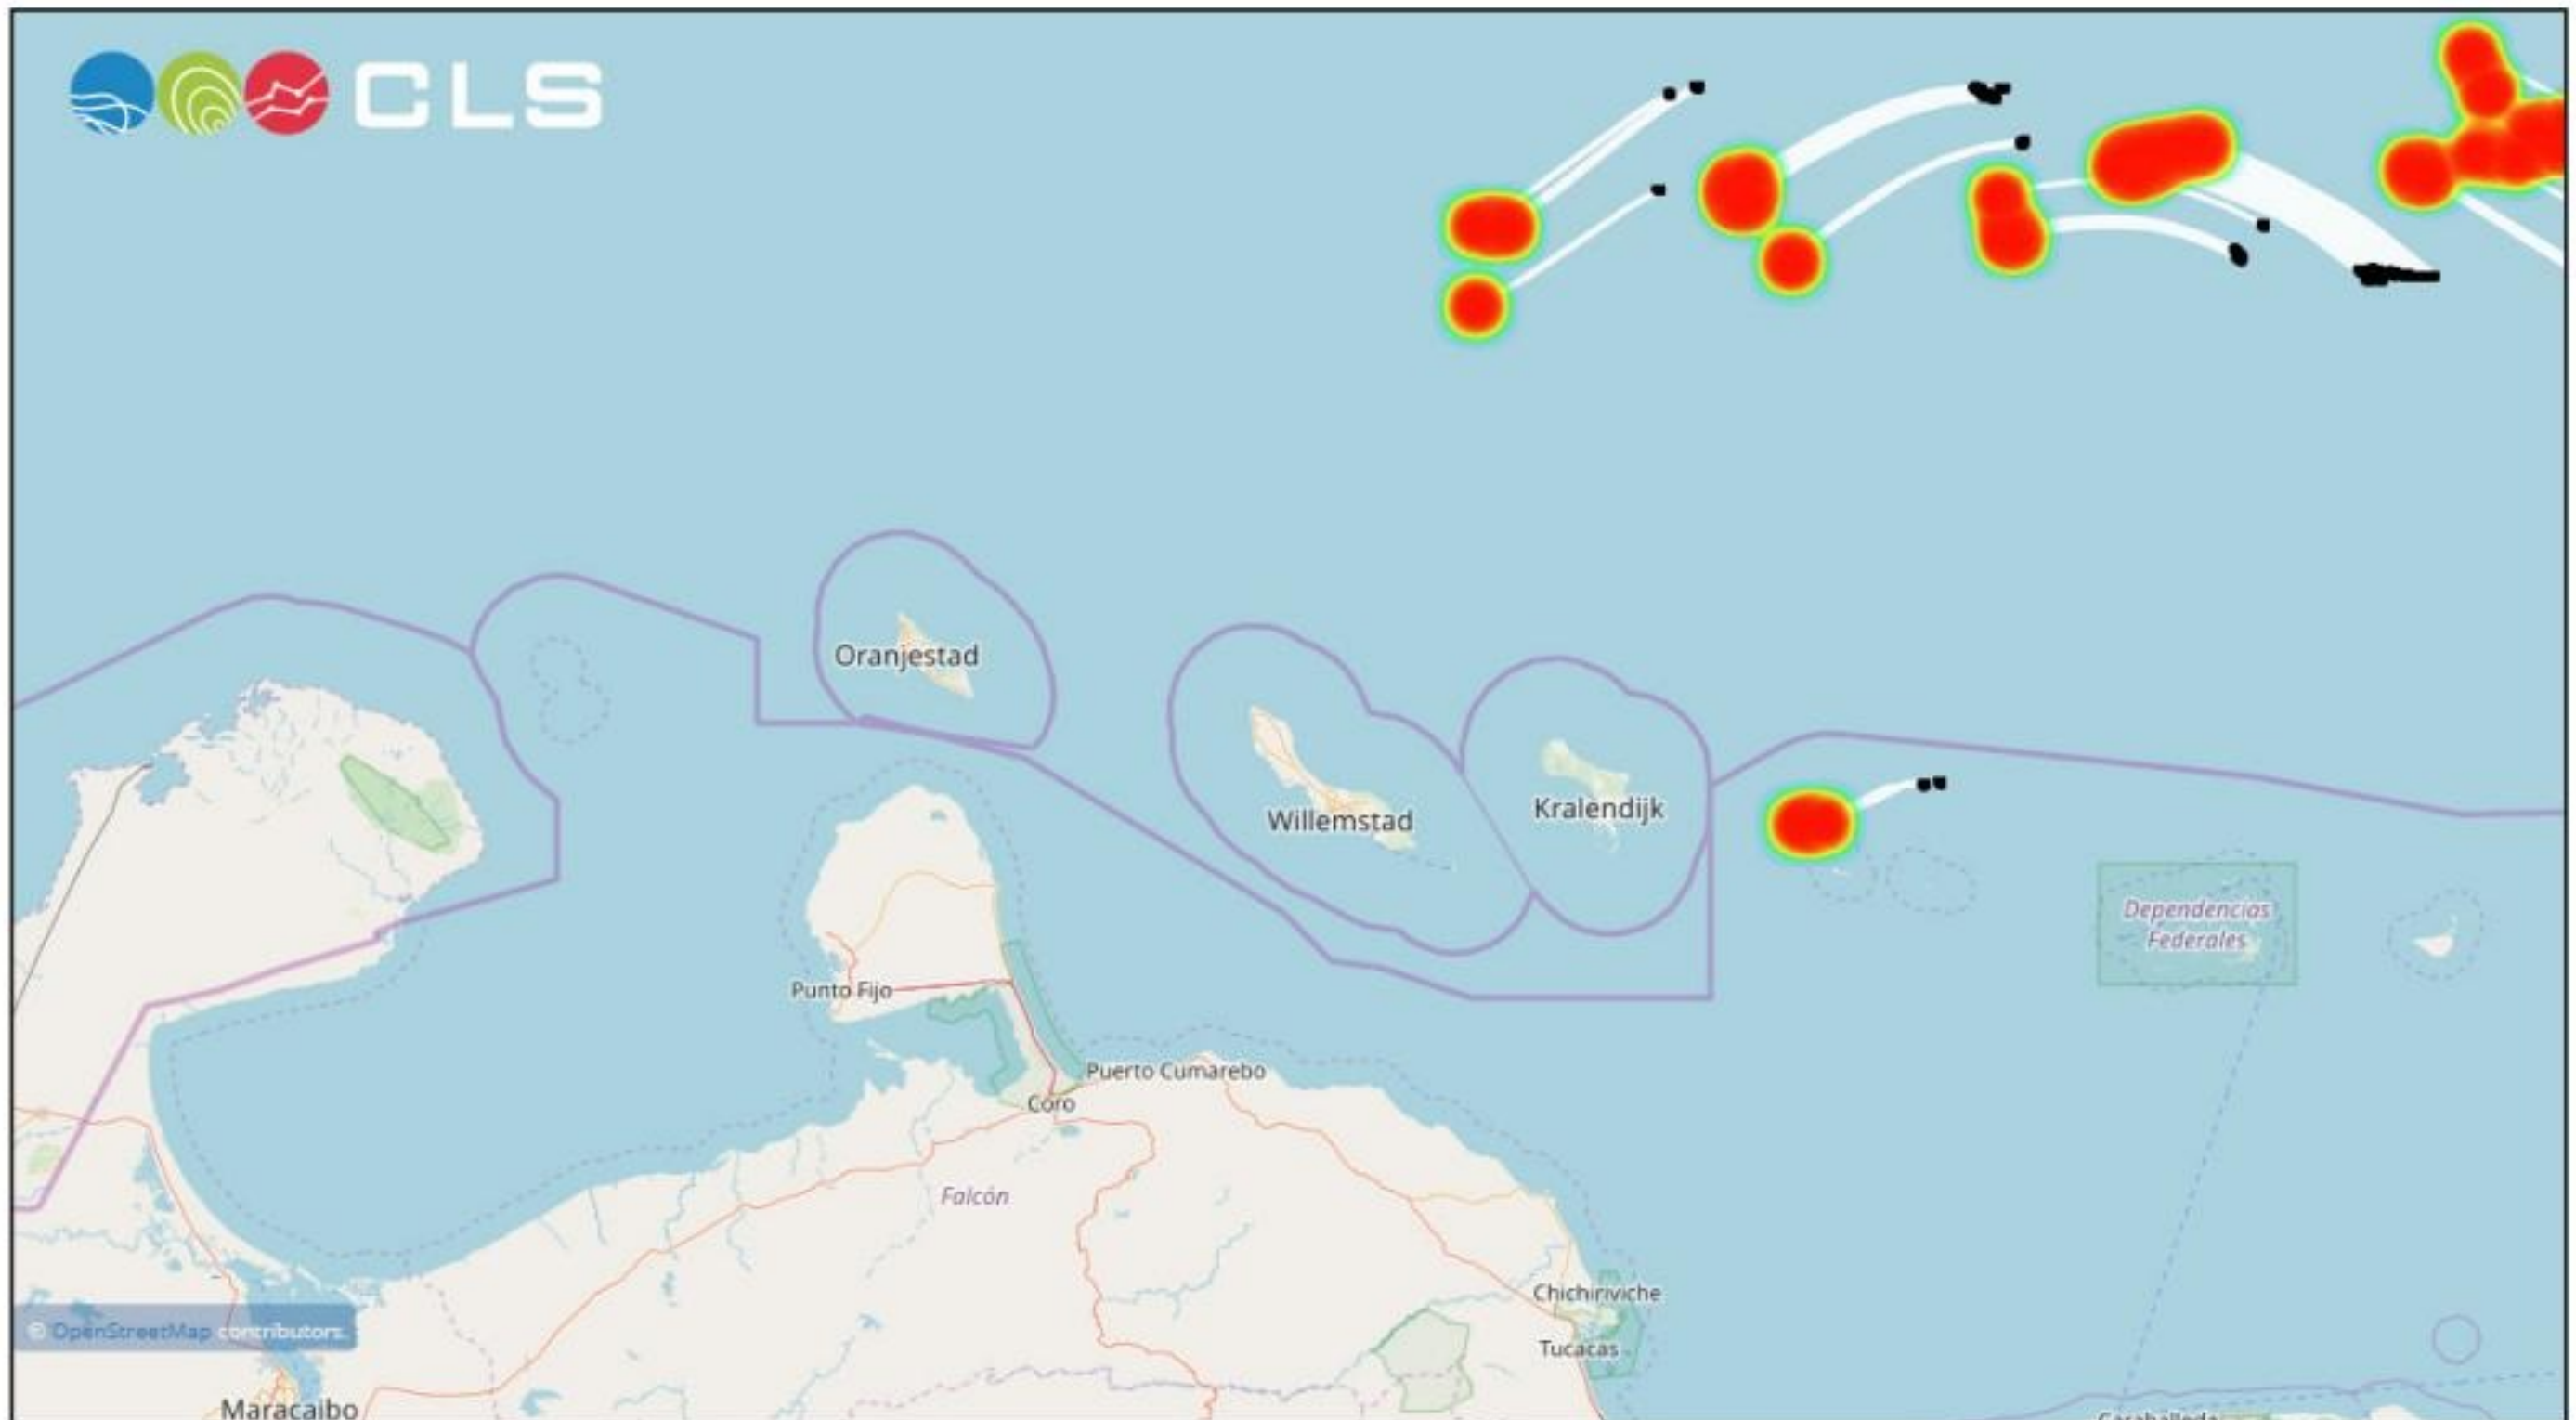 CLS
Oranjestad
Willemstad
Kralendijk
Dependencias
Federales
Punto Fijo
Puerto Cumarebo
Coro
Falcón
Chichiriviche
© OpenStreetMap contributors.
Tucacas
Maracaibo